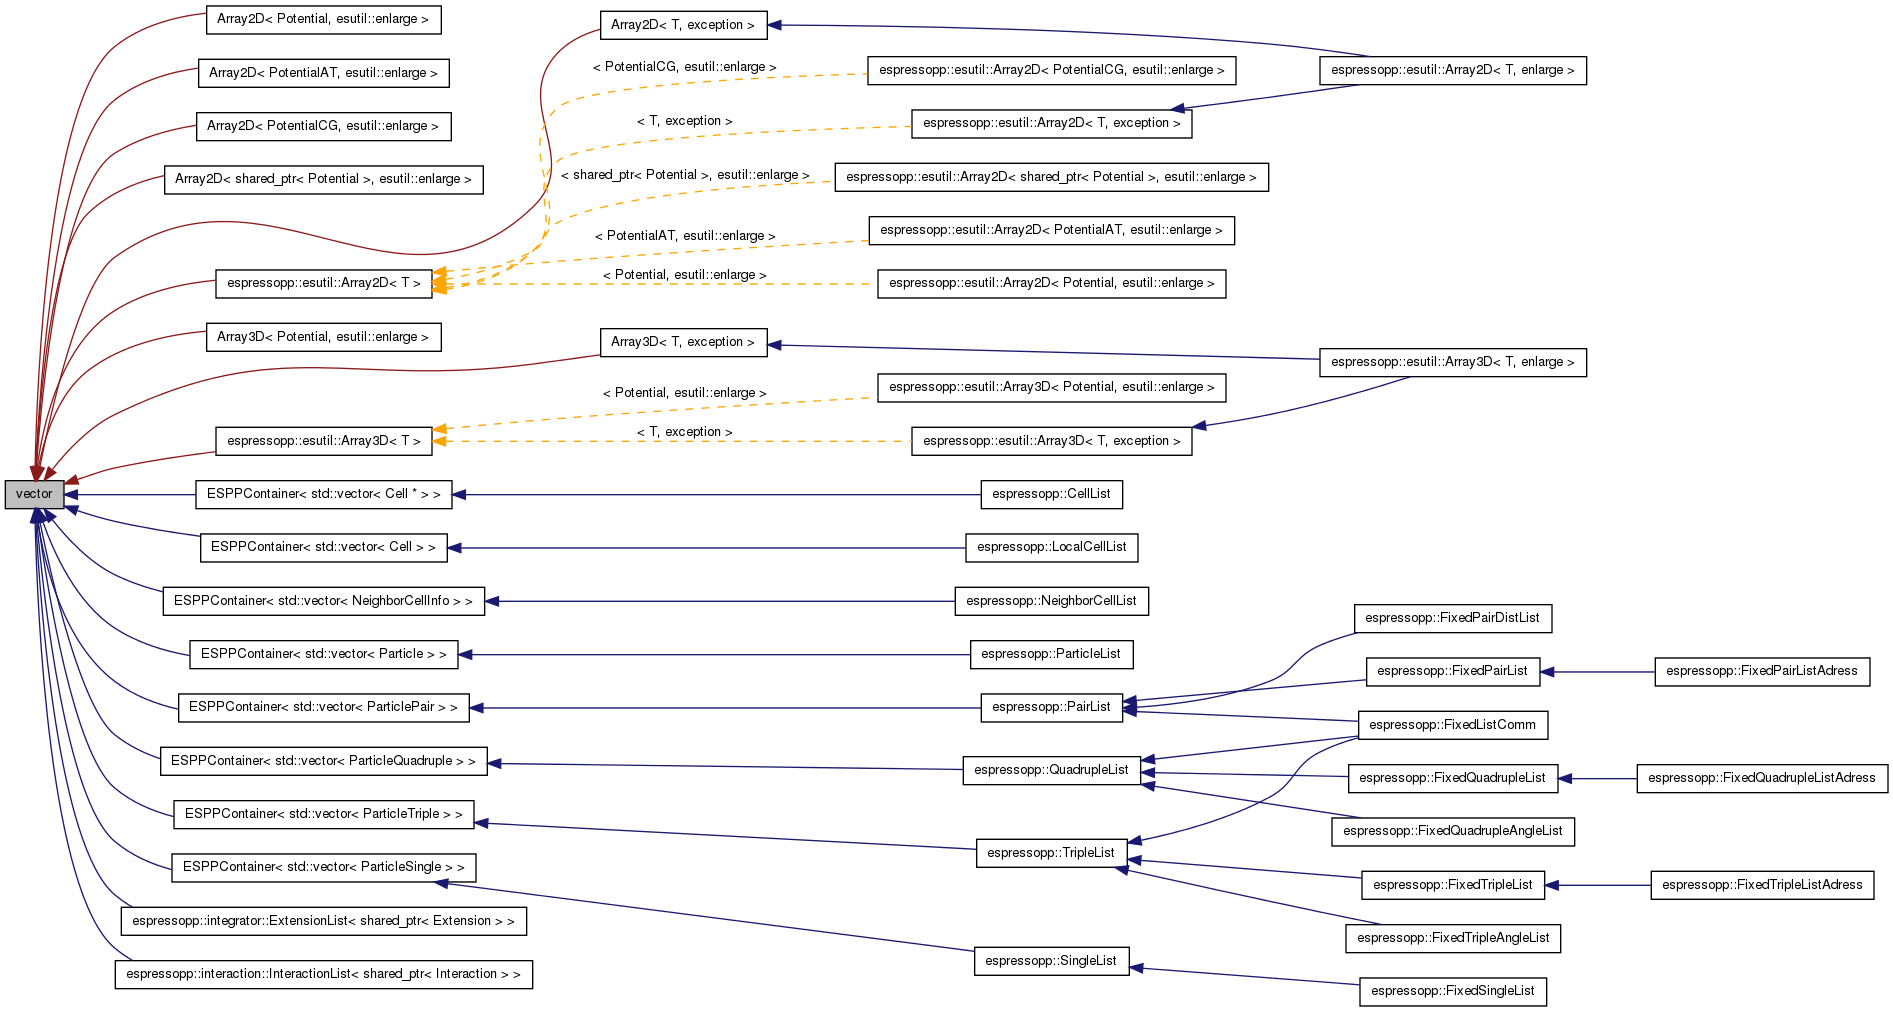 vector
Array2D< Potential, esutil::enlarge >
Array2D< PotentialAT, esutil::enlarge >
Array2D< PotentialCG, esutil::enlarge >
Array2D< shared_ptr< Potential >, esutil::enlarge >
espressopp::esutil::Array2D< T >
Array3D< Potential, esutil::enlarge >
espressopp::esutil::Array3D< T >
ESPPContainer< std::vector< Cell * > >
ESPPContainer< std::vector< Cell > >
ESPPContainer< std::vector< NeighborCellInfo > >
ESPPContainer< std::vector< Particle > >
ESPPContainer< std::vector< ParticlePair > >
ESPPContainer< std::vector< ParticleQuadruple > >
ESPPContainer< std::vector< ParticleTriple > >
ESPPContainer< std::vector< ParticleSingle > >
espressopp::integrator::ExtensionList< shared_ptr< Extension > >
espressopp::interaction::InteractionList< shared_ptr< Interaction > >
Array2D< T, exception >
< PotentialCG, esutil::enlarge >
< T, exception >
< shared_ptr< Potential >, esutil::enlarge >
< PotentialAT, esutil::enlarge >
< Potential, esutil::enlarge >
Array3D< T, exception >
< Potential, esutil::enlarge >
< T, exception >
espressopp::esutil::Array2D< PotentialCG, esutil::enlarge >
espressopp::esutil::Array2D< T, exception >
espressopp::esutil::Array2D< shared_ptr< Potential >, esutil::enlarge >
espressopp::esutil::Array2D< PotentialAT, esutil::enlarge >
espressopp::esutil::Array2D< Potential, esutil::enlarge >
espressopp::esutil::Array3D< Potential, esutil::enlarge >
espressopp::esutil::Array3D< T, exception >
espressopp::CellList
espressopp::LocalCellList
espressopp::NeighborCellList
espressopp::ParticleList
espressopp::PairList
espressopp::QuadrupleList
espressopp::TripleList
espressopp::SingleList
espressopp::esutil::Array2D< T, enlarge >
espressopp::esutil::Array3D< T, enlarge >
espressopp::FixedPairDistList
espressopp::FixedPairList
espressopp::FixedListComm
espressopp::FixedQuadrupleList
espressopp::FixedQuadrupleAngleList
espressopp::FixedTripleList
espressopp::FixedTripleAngleList
espressopp::FixedSingleList
espressopp::FixedPairListAdress
espressopp::FixedQuadrupleListAdress
espressopp::FixedTripleListAdress